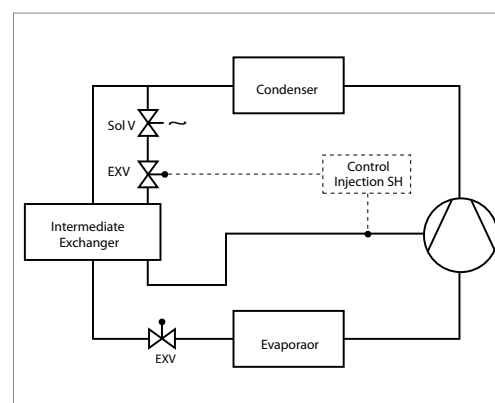 Condenser
Sol V
EXV
Control
Injection SH
Intermediate
Exchanger
Evaporaor
EXV